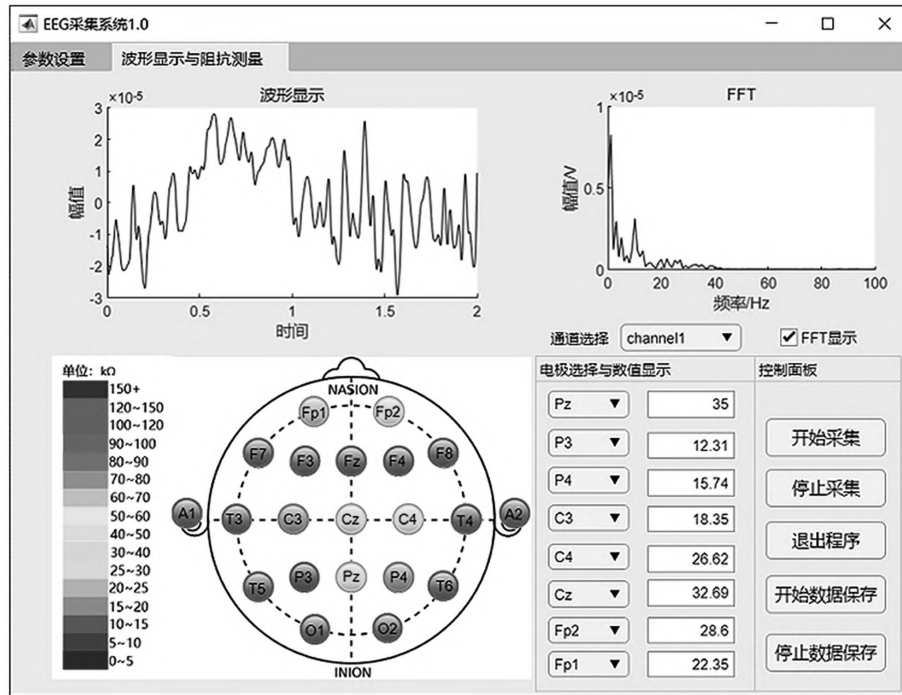 EEG采集系统1.0
参数设置 波形显示与阻抗测量
×10⁻⁵ 波形显示
3
2
1
0
-1
-2
-3
幅值
0 0.5 1 1.5 2
时间
×10⁻⁵ FFT
1
0.5
0
幅值/V
0 20 40 60 80 100
频率/Hz
通道选择 channel1 FFT显示
单位: kΩ
150+
120~150
100~120
90~100
80~90
70~80
60~70
50~60
40~50
30~40
25~30
20~25
15~20
10~15
5~10
0~5
NASION
Fp1 Fp2
F7 F3 Fz F4 F8
A1 T3 C3 Cz C4 T4 A2
T5 P3 Pz P4 T6
O1 O2
INION
电极选择与数值显示
Pz 35
P3 12.31
P4 15.74
C3 18.35
C4 26.62
Cz 32.69
Fp2 28.6
Fp1 22.35
控制面板
开始采集
停止采集
退出程序
开始数据保存
停止数据保存